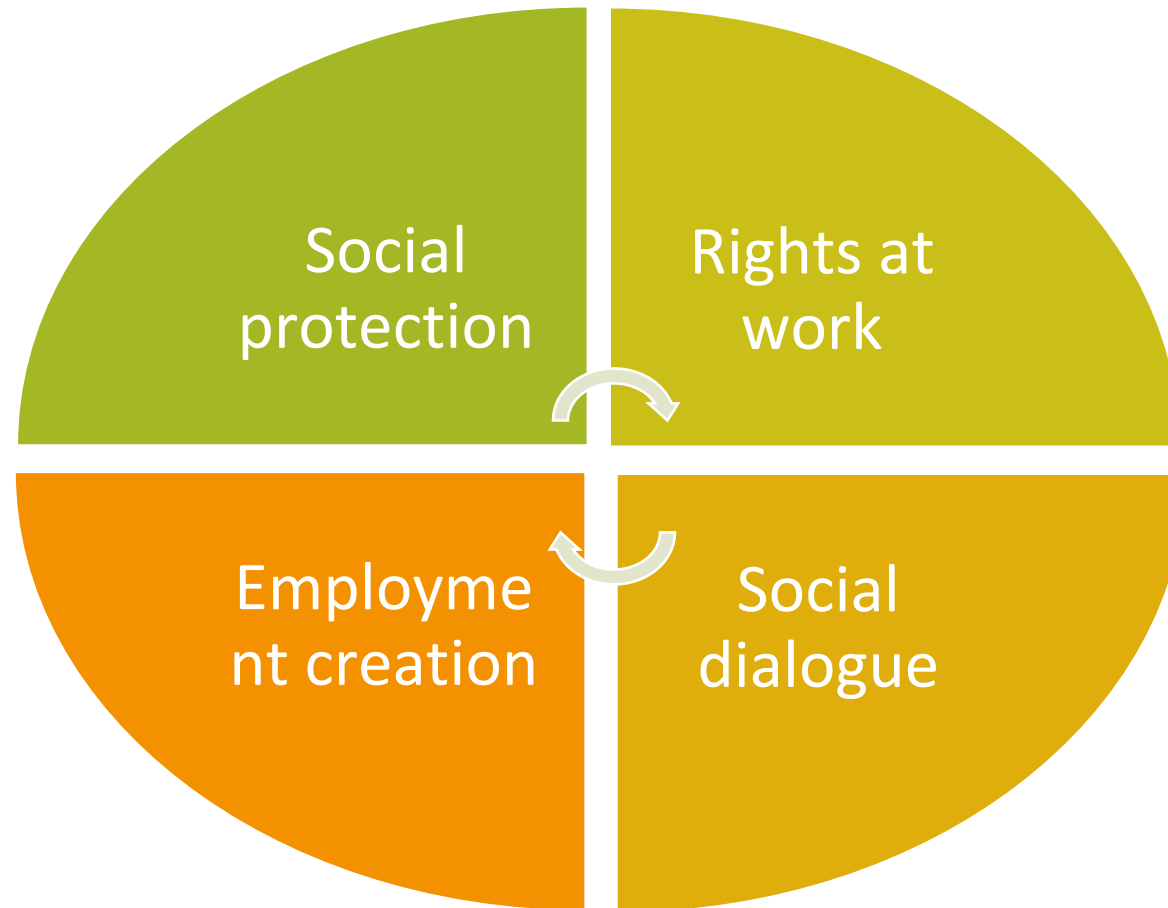 Social
protection
Rights at
work
Employme
nt creation
Social
dialogue